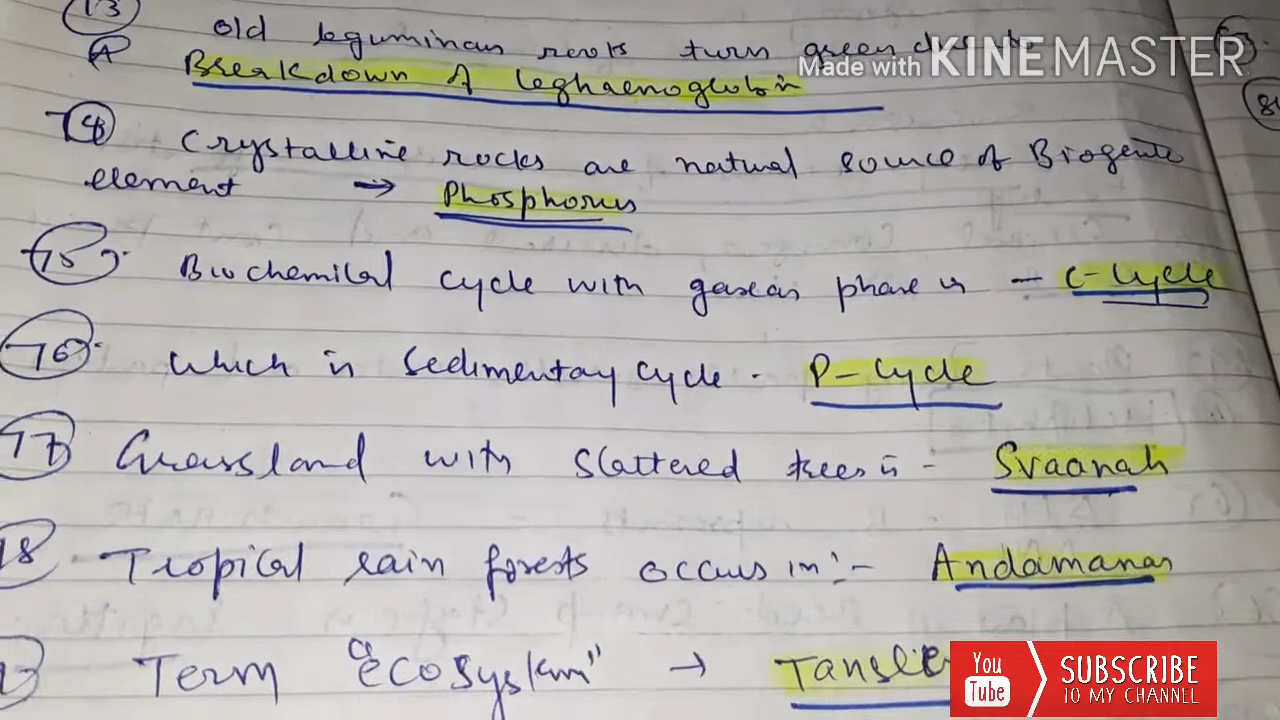 73 old leguminous roots turn green due to
A Breakdown of leghaemoglobin
Made with KINEMASTER
74 Crystalline rocks are natural source of Biogente
element → Phosphorus
75. Biochemical cycle with gaseous phase is - C-Cycle
76. Which is Sedimentary cycle. P-Cycle
77 Grassland with scattered trees is - Svaanah
78 Tropical rain forests occurs in :- Andamanas
Term "ecosystem" → Tansle
You Tube SUBSCRIBE
TO MY CHANNEL